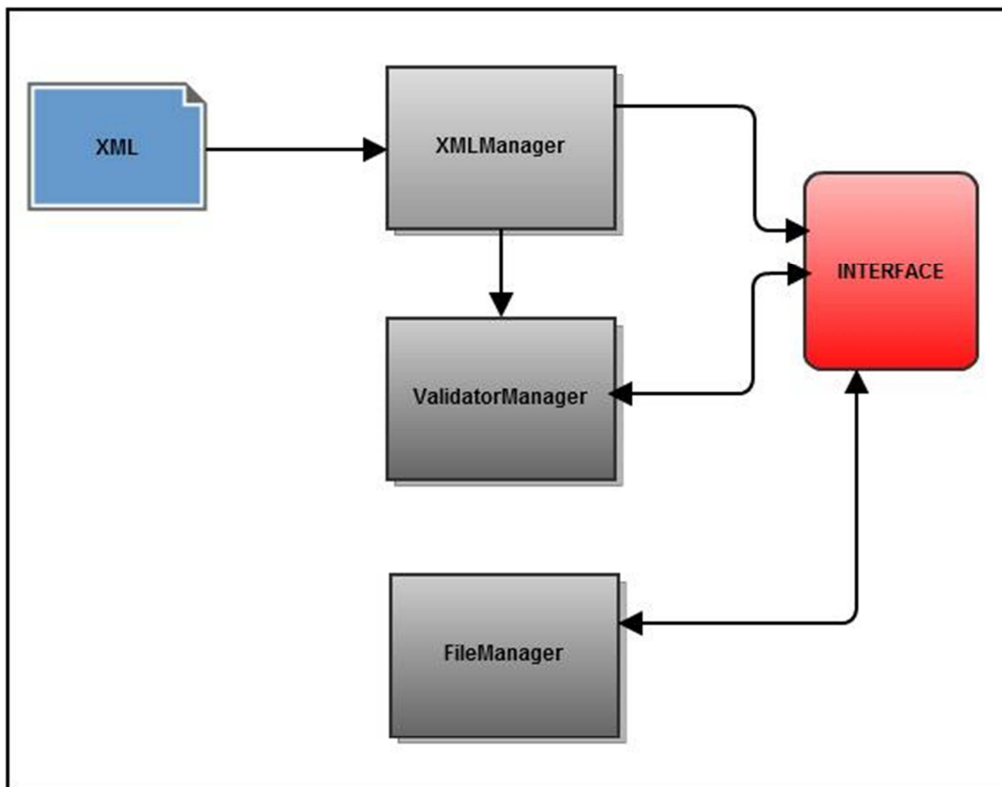 XML
XMLManager
INTERFACE
ValidatorManager
FileManager